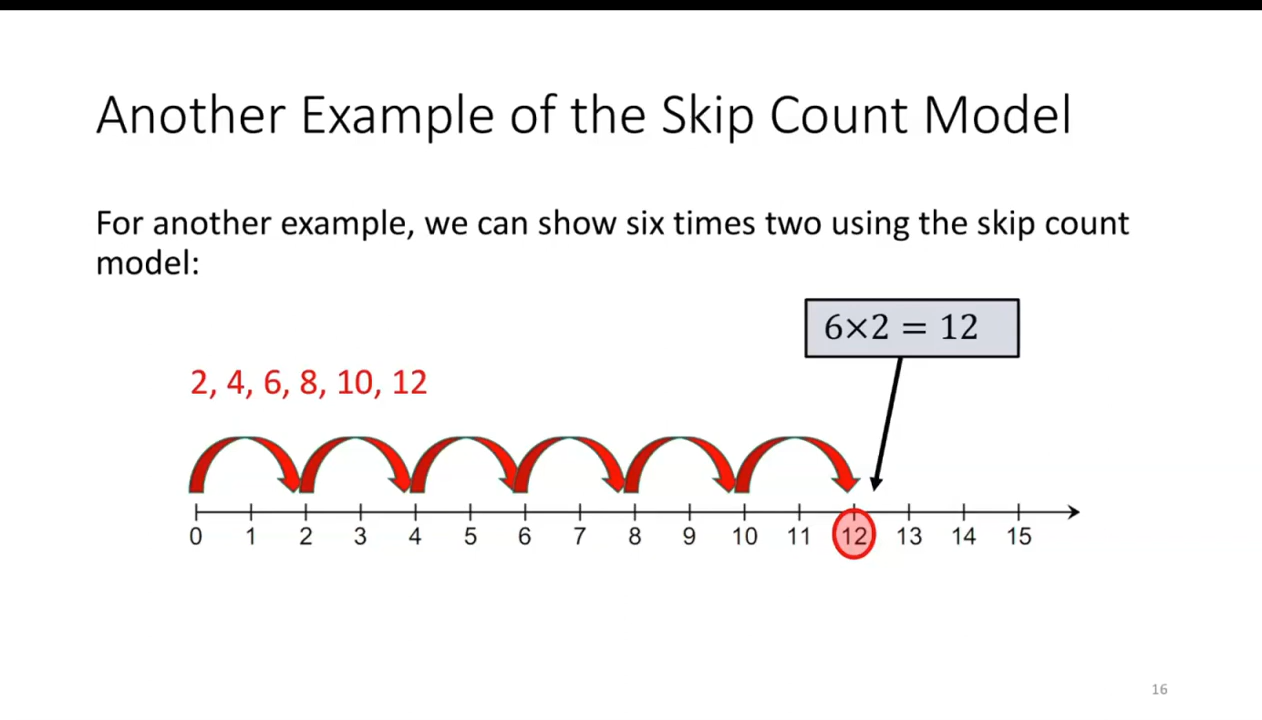 Another Example of the Skip Count Model
For another example, we can show six times two using the skip count
model:
6×2 = 12
2, 4, 6, 8, 10, 12
0 1 2 3 4 5 6 7 8 9 10 11 12 13 14 15
16